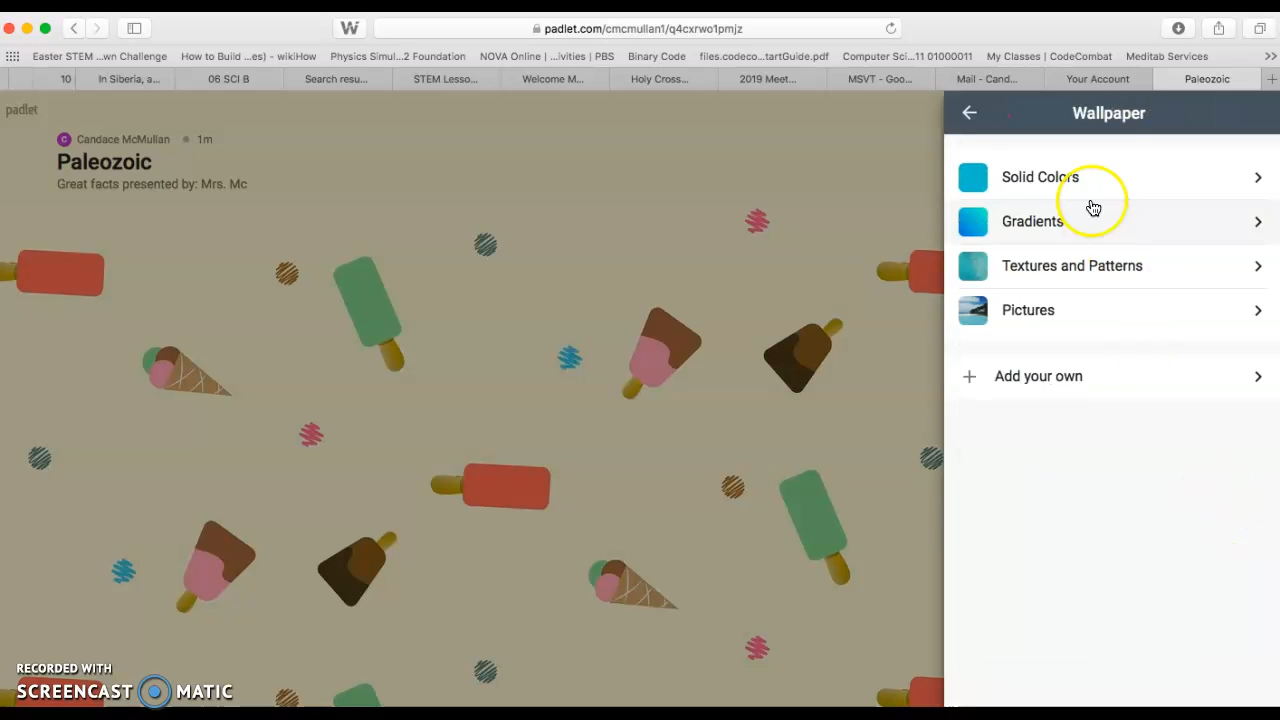 W
padlet.com/cmcmullan1/q4cxrwo1pmjz
Easter STEM ...wn Challenge
How to Build ...es) - wikiHow
Physics Simul...2 Foundation
NOVA Online | ...ivities | PBS
Binary Code
files.codeco...tartGuide.pdf
Computer Sci...11 01000011
My Classes | CodeCombat
Meditab Services
10
In Siberia, a...
06 SCI B
Search resu...
STEM Lesso...
Welcome M...
Holy Cross...
2019 Meet...
MSVT - Goo...
Mail - Cand...
Your Account
Paleozoic
padlet
C Candace McMullan 1m
Paleozoic
Great facts presented by: Mrs. Mc
Wallpaper
Solid Colors
Gradients
Textures and Patterns
Pictures
Add your own
RECORDED WITH
SCREENCAST MATIC